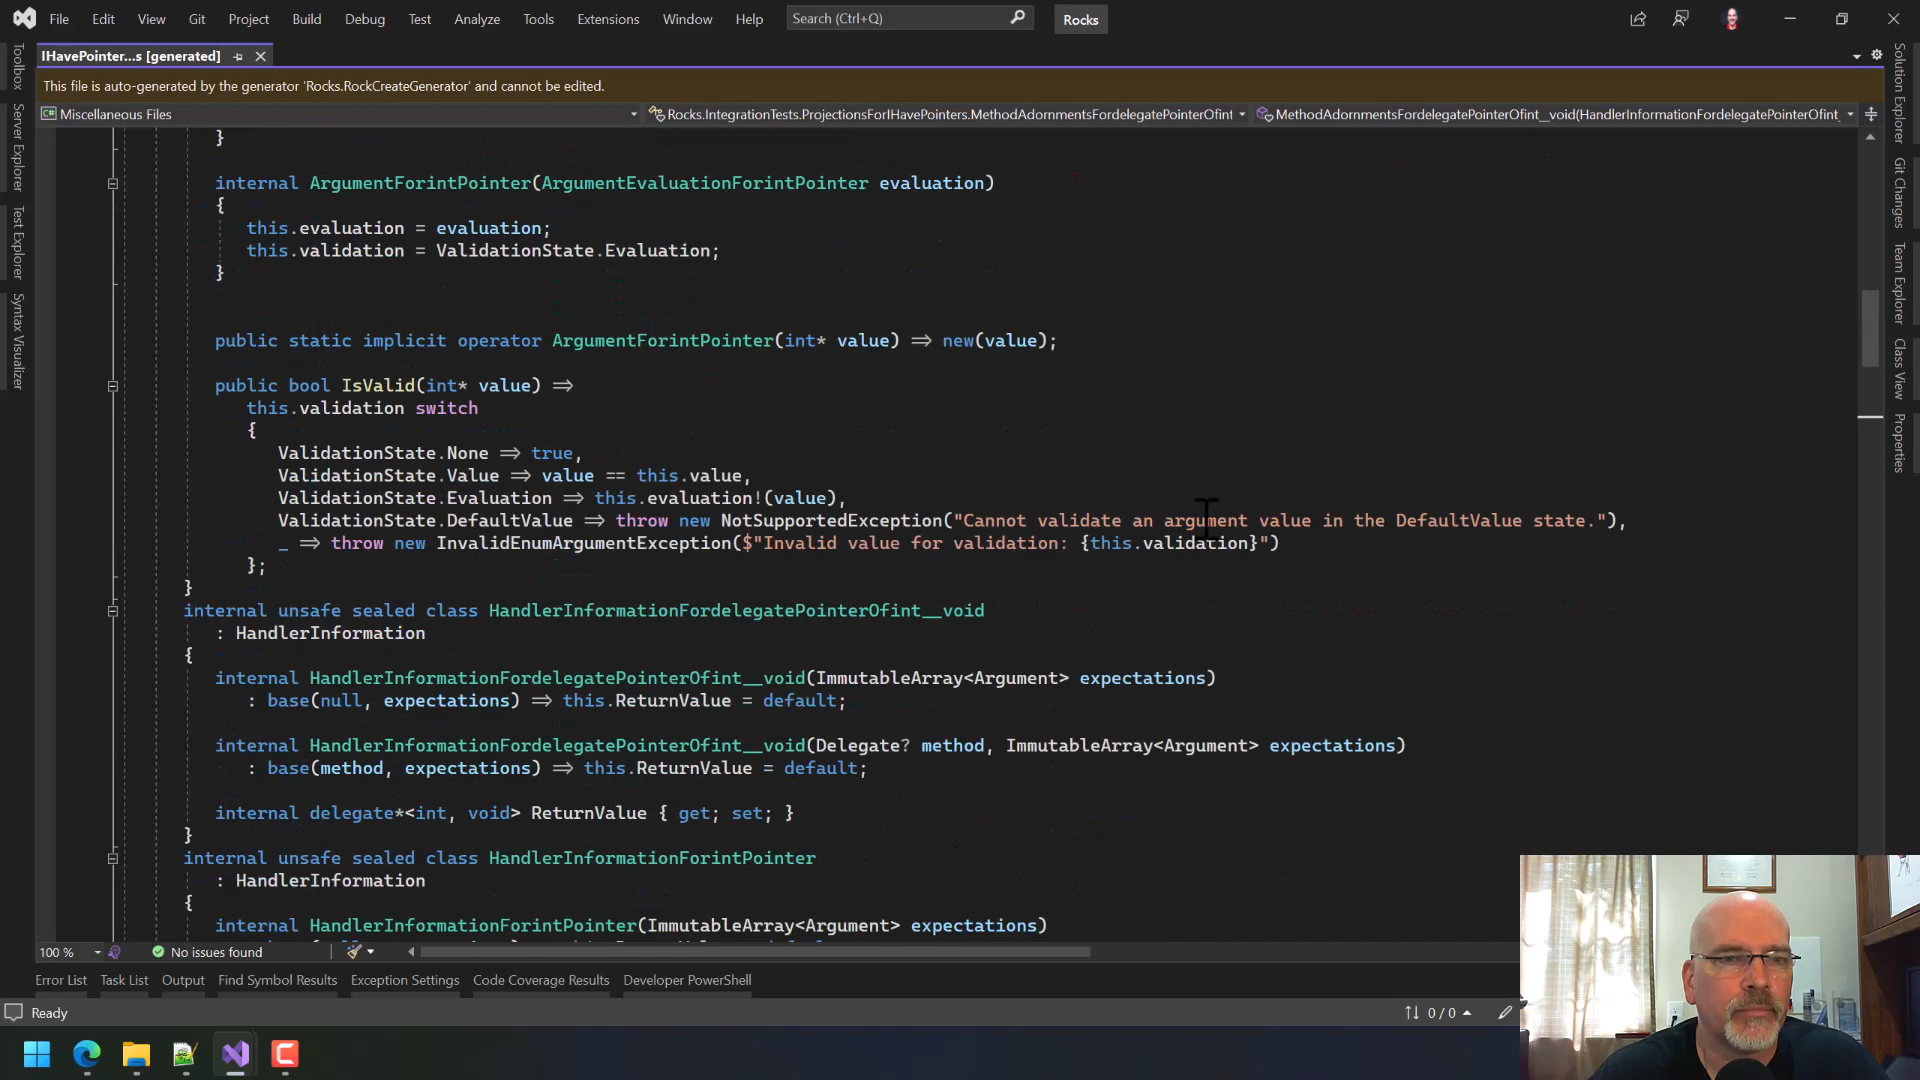 File Edit View Git Project Build Debug Test Analyze Tools Extensions Window Help Search (Ctrl+Q) Rocks
IHavePointer...s [generated]
This file is auto-generated by the generator 'Rocks.RockCreateGenerator' and cannot be edited.
C# Miscellaneous Files Rocks.IntegrationTests.ProjectionsForIHavePointers.MethodAdornmentsFordelegatePointerOfint MethodAdornmentsFordelegatePointerOfint__void(HandlerInformationFordelegatePointerOfint_
}
internal ArgumentForintPointer(ArgumentEvaluationForintPointer evaluation)
{
this.evaluation = evaluation;
this.validation = ValidationState.Evaluation;
}
public static implicit operator ArgumentForintPointer(int* value) => new(value);
public bool IsValid(int* value) =>
this.validation switch
{
ValidationState.None => true,
ValidationState.Value => value == this.value,
ValidationState.Evaluation => this.evaluation!(value),
ValidationState.DefaultValue => throw new NotSupportedException("Cannot validate an argument value in the DefaultValue state."),
_ => throw new InvalidEnumArgumentException($"Invalid value for validation: {this.validation}")
};
}
internal unsafe sealed class HandlerInformationFordelegatePointerOfint__void
: HandlerInformation
{
internal HandlerInformationFordelegatePointerOfint__void(ImmutableArray<Argument> expectations)
: base(null, expectations) => this.ReturnValue = default;
internal HandlerInformationFordelegatePointerOfint__void(Delegate? method, ImmutableArray<Argument> expectations)
: base(method, expectations) => this.ReturnValue = default;
internal delegate*<int, void> ReturnValue { get; set; }
}
internal unsafe sealed class HandlerInformationForintPointer
: HandlerInformation
{
internal HandlerInformationForintPointer(ImmutableArray<Argument> expectations)
100 % No issues found
Error List Task List Output Find Symbol Results Exception Settings Code Coverage Results Developer PowerShell
Ready 0 / 0
Toolbox
Server Explorer
Test Explorer
Syntax Visualizer
Solution Explorer
Git Changes
Team Explorer
Class View
Properties